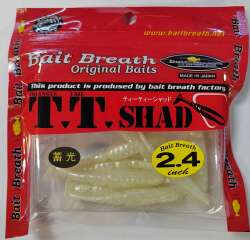 Bait Breath
Original Baits
MADE IN JAPAN
www.baitbreath.net
This product is prodused by bait breath factory
T.T. SHAD
ティーティーシャッド
蓄光
Bait Breath
2.4
inch